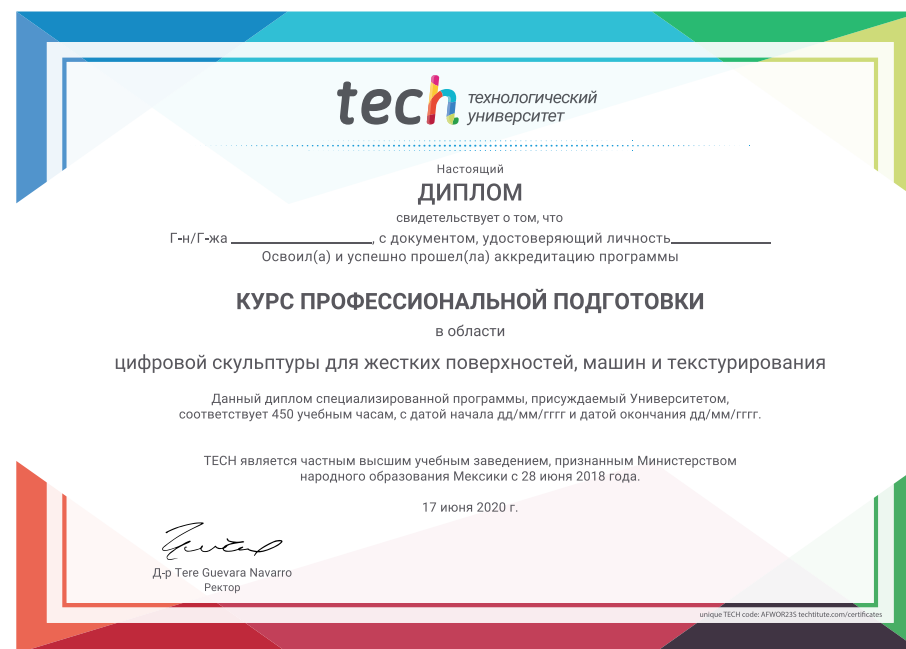 tech технологический
университет
Настоящий
ДИПЛОМ
свидетельствует о том, что
Г-н/Г-жа ____________________, с документом, удостоверяющий личность______________
Освоил(а) и успешно прошел(ла) аккредитацию программы
КУРС ПРОФЕССИОНАЛЬНОЙ ПОДГОТОВКИ
в области
цифровой скульптуры для жестких поверхностей, машин и текстурирования
Данный диплом специализированной программы, присуждаемый Университетом,
соответствует 450 учебным часам, с датой начала дд/мм/гггг и датой окончания дд/мм/гггг.
TECH является частным высшим учебным заведением, признанным Министерством
народного образования Мексики с 28 июня 2018 года.
17 июня 2020 г.
Д-р Tere Guevara Navarro
Ректор
unique TECH code: AFWOR23S techtitute.com/certificates